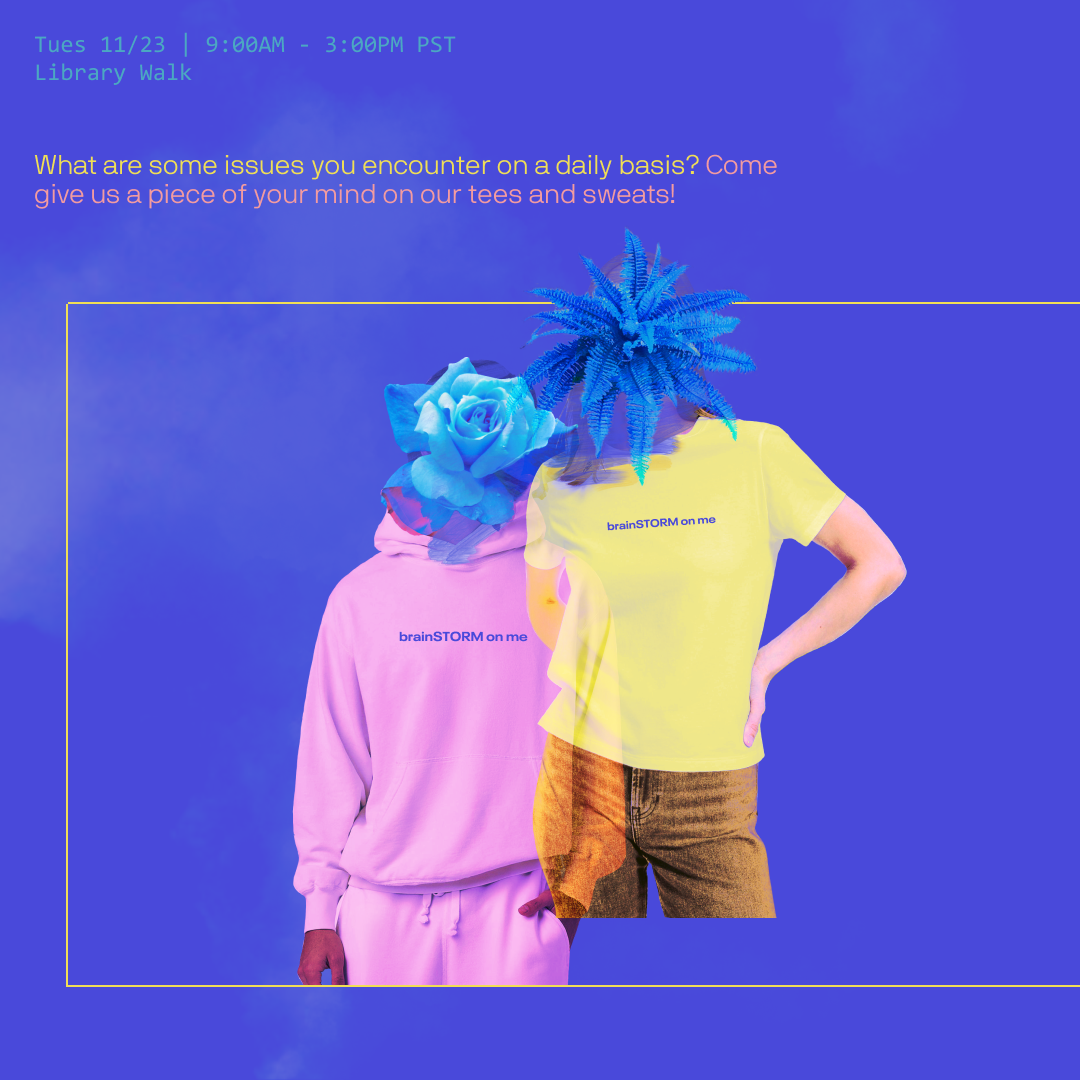 Tues 11/23 | 9:00AM - 3:00PM PST
Library Walk
What are some issues you encounter on a daily basis? Come
give us a piece of your mind on our tees and sweats!
brainSTORM on me
brainSTORM on me